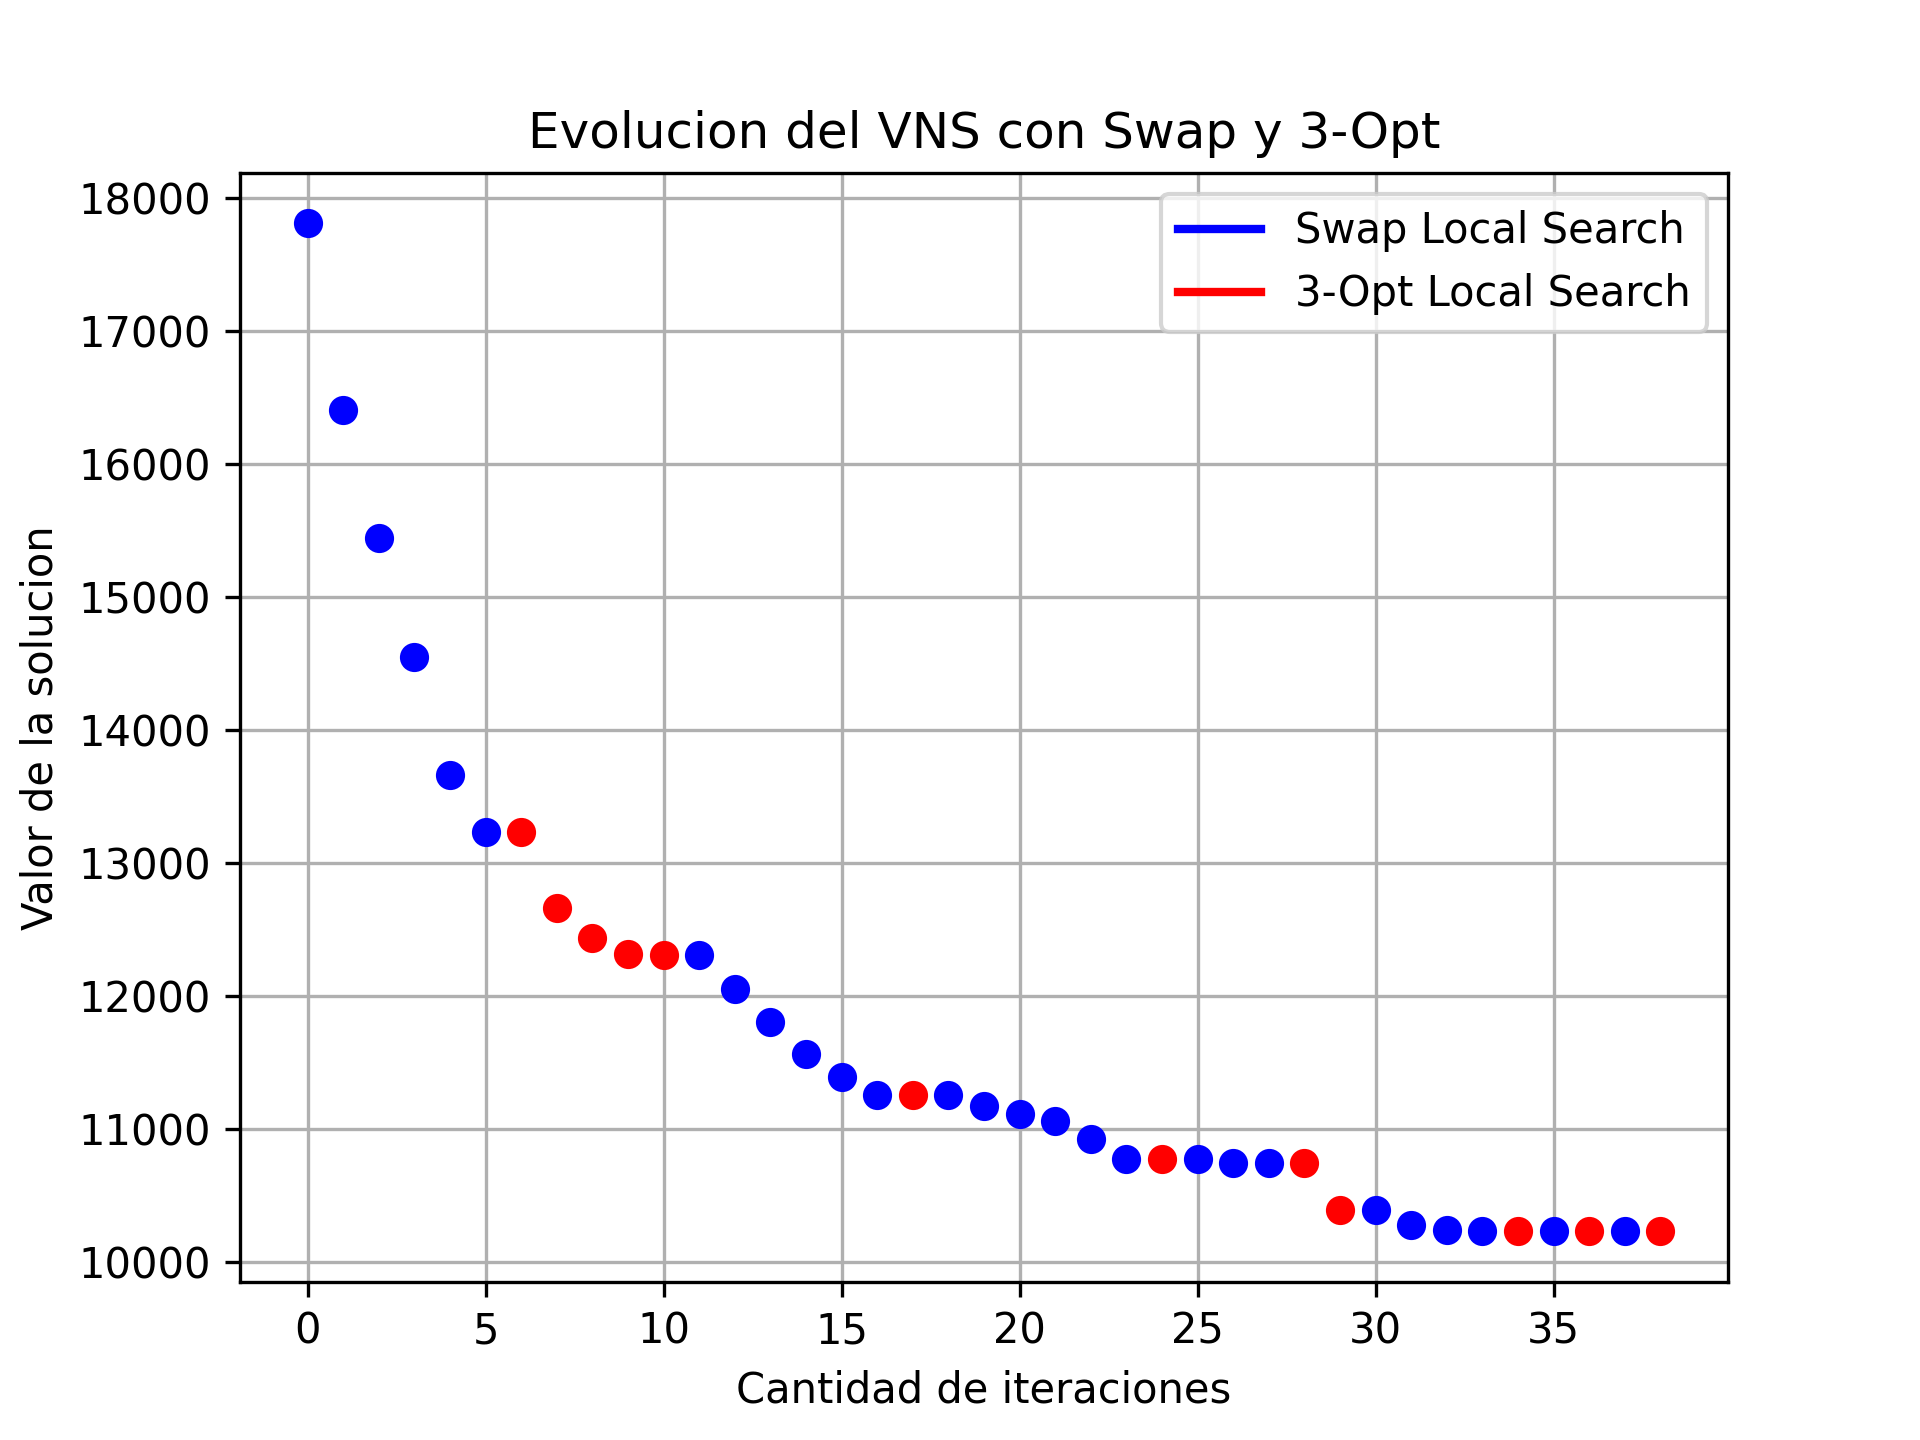 Evolucion del VNS con Swap y 3-Opt
Swap Local Search
3-Opt Local Search
Valor de la solucion
18000
17000
16000
15000
14000
13000
12000
11000
10000
0 5 10 15 20 25 30 35
Cantidad de iteraciones